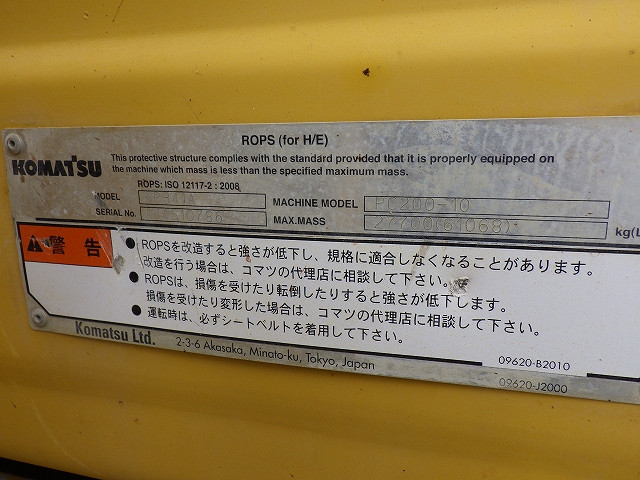 ROPS (for H/E)
KOMATSU
This protective structure complies with the standard provided that it is properly equipped on
the machine which mass is less than the specified maximum mass.
ROPS: ISO 12117-2 : 2008
MODEL
MACHINE MODEL PC200-10
SERIAL No.
MAX.MASS 27700(61068) kg(L
警告
● ROPSを改造すると強さが低下し、規格に適合しなくなることがあります。
改造を行う場合は、コマツの代理店に相談して下さい。
● ROPSは、損傷を受けたり転倒したりすると強さが低下します。
損傷を受けたり変形した場合は、コマツの代理店に相談して下さい。
● 運転時は、必ずシートベルトを着用して下さい。
09620-B2010
Komatsu Ltd. 2-3-6 Akasaka, Minato-ku, Tokyo, Japan
09620-J2000